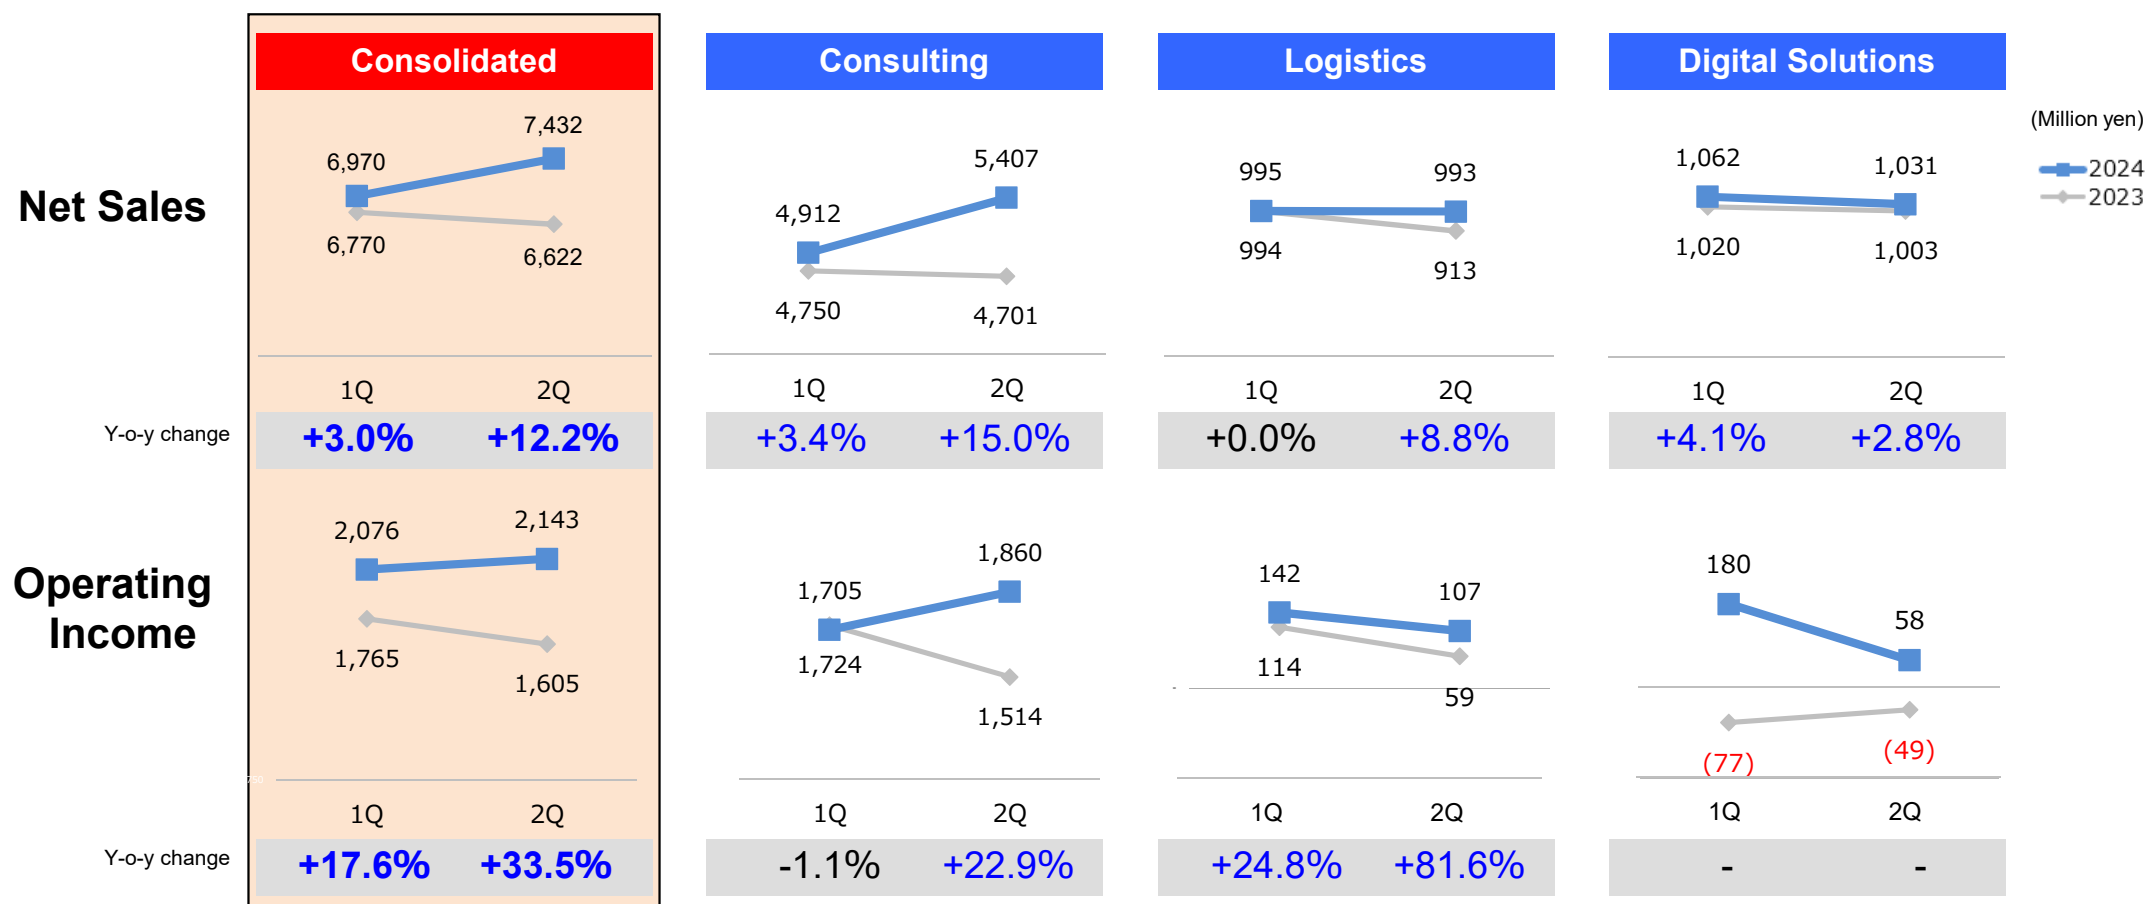 Consolidated
Consulting
Logistics
Digital Solutions
(Million yen)
2024
2023
Net Sales
6,970
7,432
6,770
6,622
4,912
5,407
4,750
4,701
995
993
994
913
1,062
1,031
1,020
1,003
1Q
2Q
1Q
2Q
1Q
2Q
1Q
2Q
Y-o-y change
+3.0%
+12.2%
+3.4%
+15.0%
+0.0%
+8.8%
+4.1%
+2.8%
Operating
Income
2,076
2,143
1,765
1,605
1,705
1,860
1,724
1,514
142
107
114
59
180
58
(77)
(49)
750
1Q
2Q
1Q
2Q
1Q
2Q
1Q
2Q
Y-o-y change
+17.6%
+33.5%
-1.1%
+22.9%
+24.8%
+81.6%
-
-